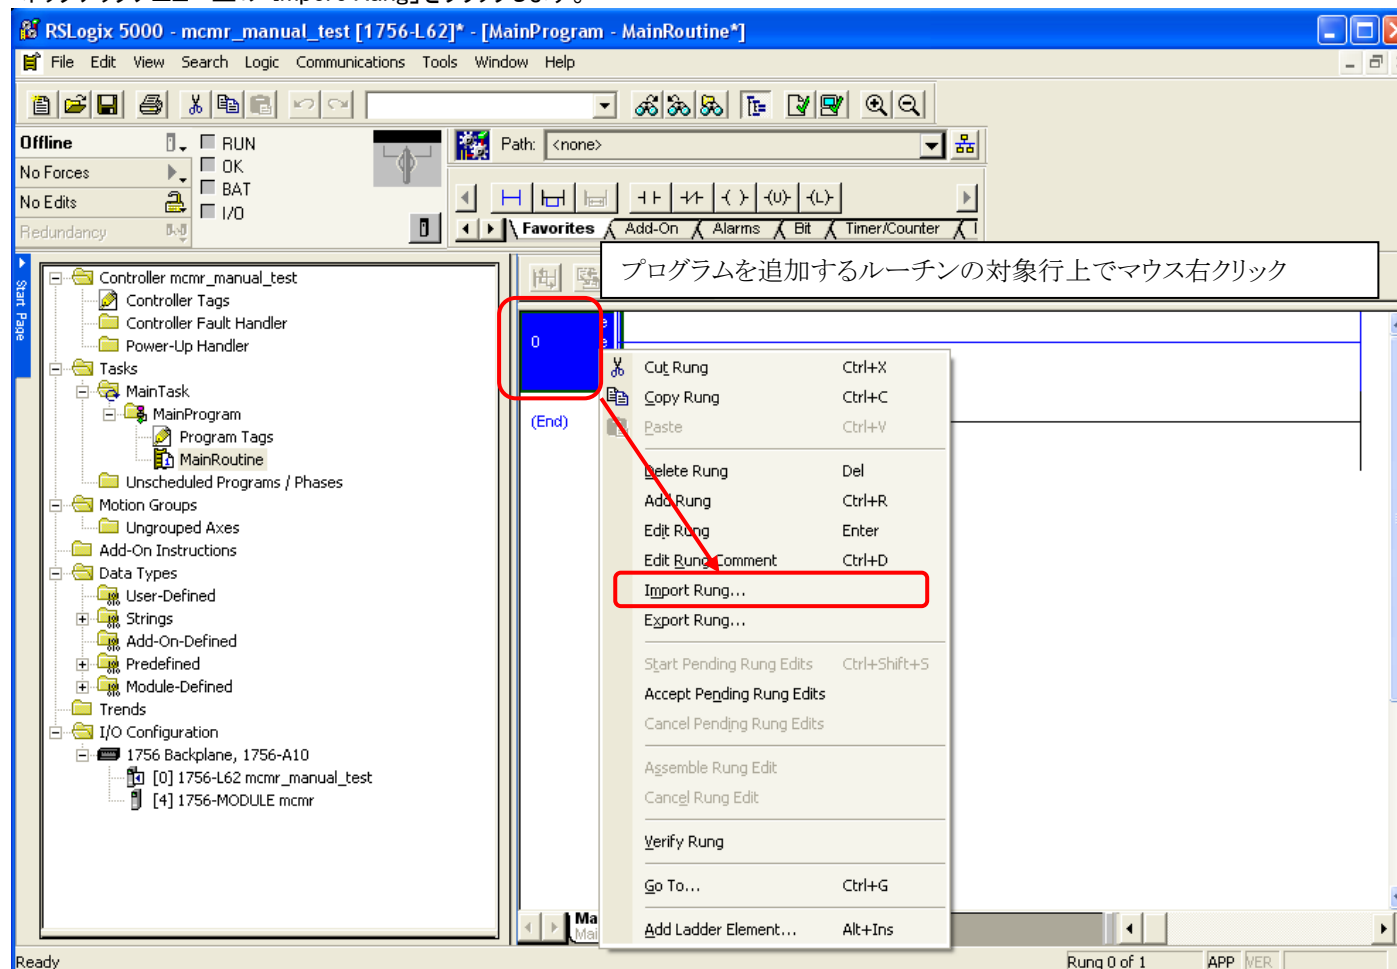 RSLogix 5000 - mcmr_manual_test [1756-L62]* - [MainProgram - MainRoutine*]
File Edit View Search Logic Communications Tools Window Help
Offline
RUN
No Forces
OK
No Edits
BAT
I/O
Redundancy
Path: <none>
Favorites Add-On Alarms Bit Timer/Counter
プログラムを追加するルーチンの対象行上でマウス右クリック
Start Page
Controller mcmr_manual_test
Controller Tags
Controller Fault Handler
Power-Up Handler
Tasks
MainTask
MainProgram
Program Tags
MainRoutine
Unscheduled Programs / Phases
Motion Groups
Ungrouped Axes
Add-On Instructions
Data Types
User-Defined
Strings
Add-On-Defined
Predefined
Module-Defined
Trends
I/O Configuration
1756 Backplane, 1756-A10
[0] 1756-L62 mcmr_manual_test
[4] 1756-MODULE mcmr
0
e
e
(End)
Cut Rung Ctrl+X
Copy Rung Ctrl+C
Paste Ctrl+V
Delete Rung Del
Add Rung Ctrl+R
Edit Rung Enter
Edit Rung Comment Ctrl+D
Import Rung...
Export Rung...
Start Pending Rung Edits Ctrl+Shift+S
Accept Pending Rung Edits
Cancel Pending Rung Edits
Assemble Rung Edit
Cancel Rung Edit
Verify Rung
Go To... Ctrl+G
Add Ladder Element... Alt+Ins
Ma
Mai
Ready
Rung 0 of 1
APP
VER